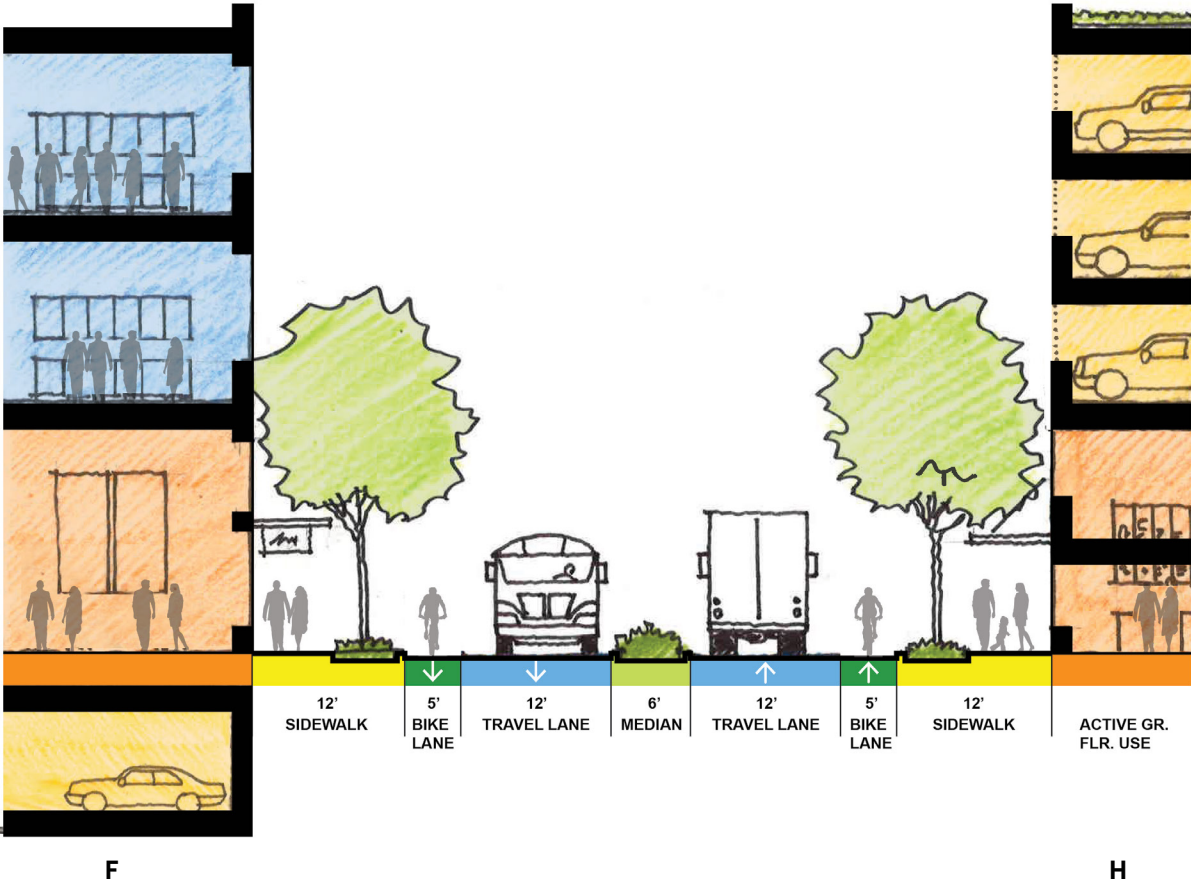 12' 5' 12' 6' 12' 5' 12'
SIDEWALK BIKE TRAVEL LANE MEDIAN TRAVEL LANE BIKE SIDEWALK ACTIVE GR.
LANE LANE FLR. USE
F H